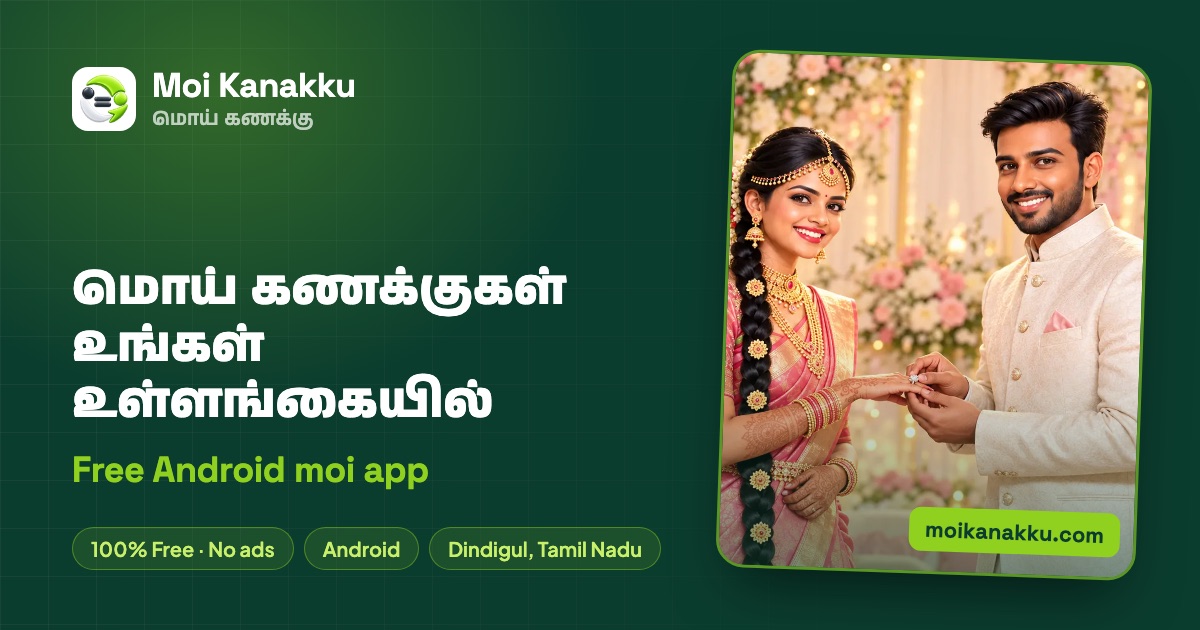 Moi Kanakku
மொய் கணக்கு
மொய் கணக்குகள்
உங்கள்
உள்ளங்கையில்
Free Android moi app
100% Free · No ads
Android
Dindigul, Tamil Nadu
moikanakku.com